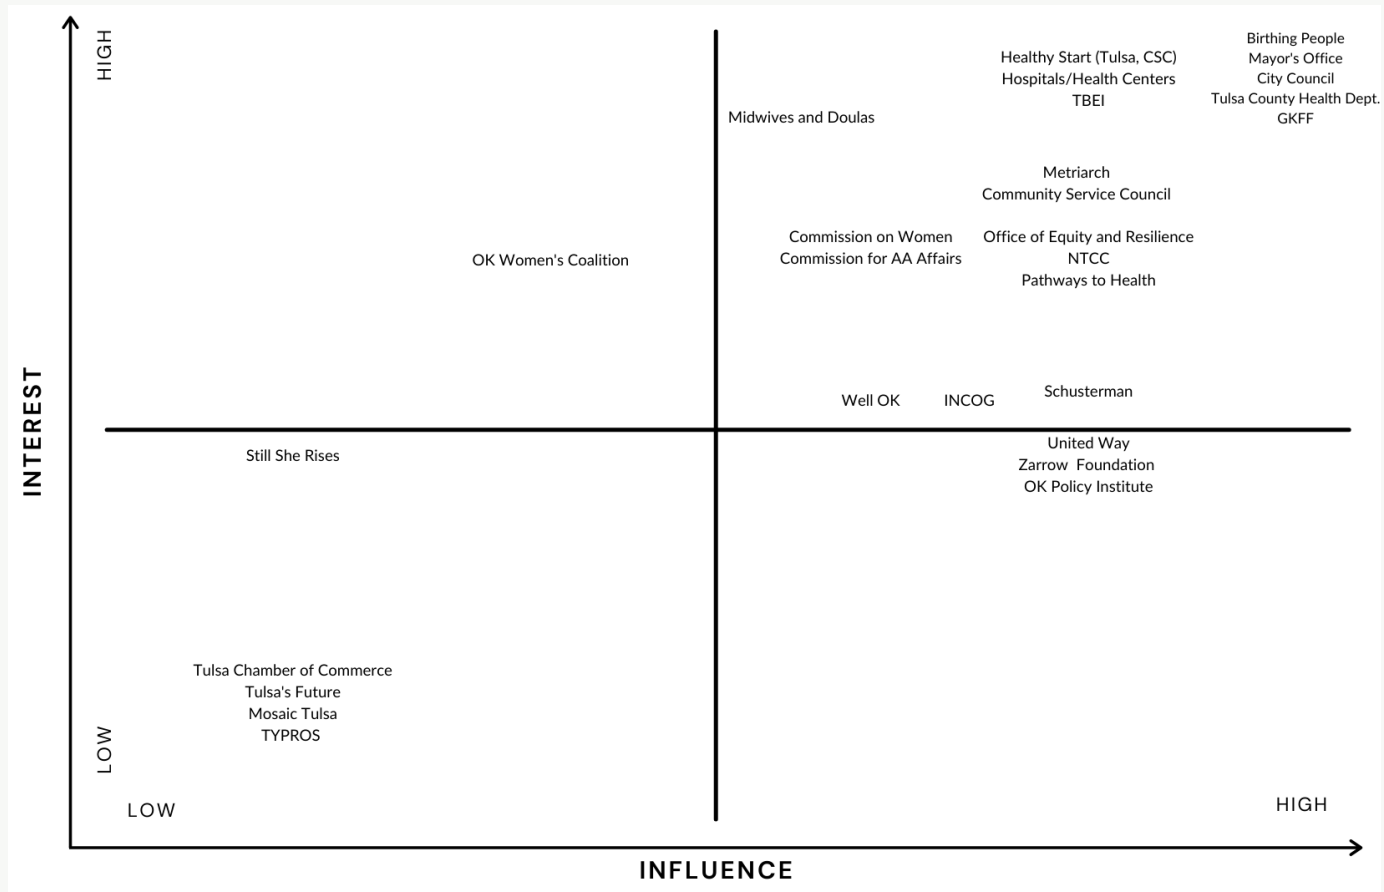 HIGH
Birthing People
Mayor's Office
City Council
Tulsa County Health Dept.
GKFF
Healthy Start (Tulsa, CSC)
Hospitals/Health Centers
TBEI
Midwives and Doulas
Metriarch
Community Service Council
Commission on Women
Commission for AA Affairs
Office of Equity and Resilience
NTCC
Pathways to Health
OK Women's Coalition
Well OK
INCOG
Schusterman
INTEREST
Still She Rises
United Way
Zarrow  Foundation
OK Policy Institute
Tulsa Chamber of Commerce
Tulsa's Future
Mosaic Tulsa
TYPROS
LOW
LOW
HIGH
INFLUENCE